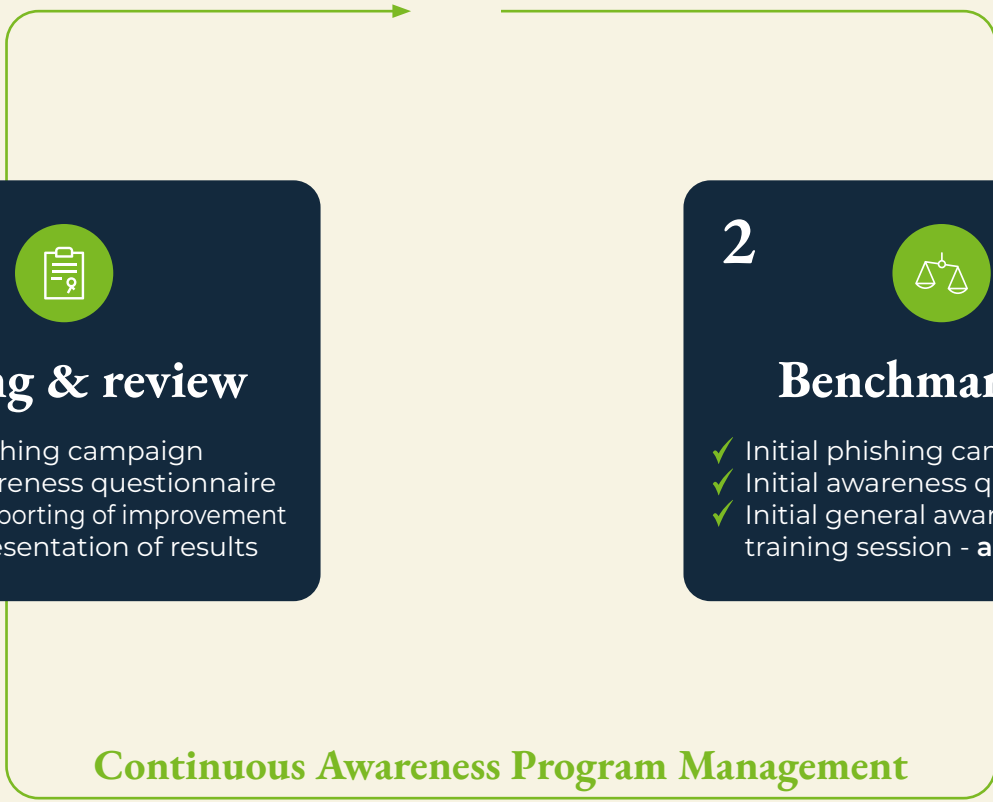 ng & review
hing campaign
reness questionnaire
porting of improvement
esentation of results
2
Benchmar
Initial phishing can
Initial awareness q
Initial general awar
training session - a
Continuous Awareness Program Management